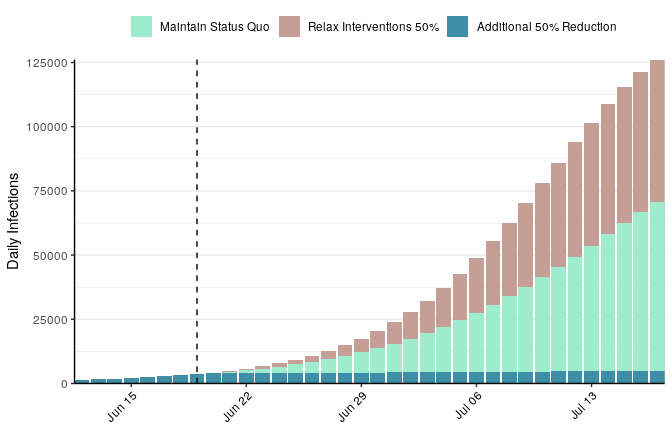 Maintain Status Quo Relax Interventions 50% Additional 50% Reduction
Daily Infections
125000
100000
75000
50000
25000
0
Jun 15 Jun 22 Jun 29 Jul 06 Jul 13